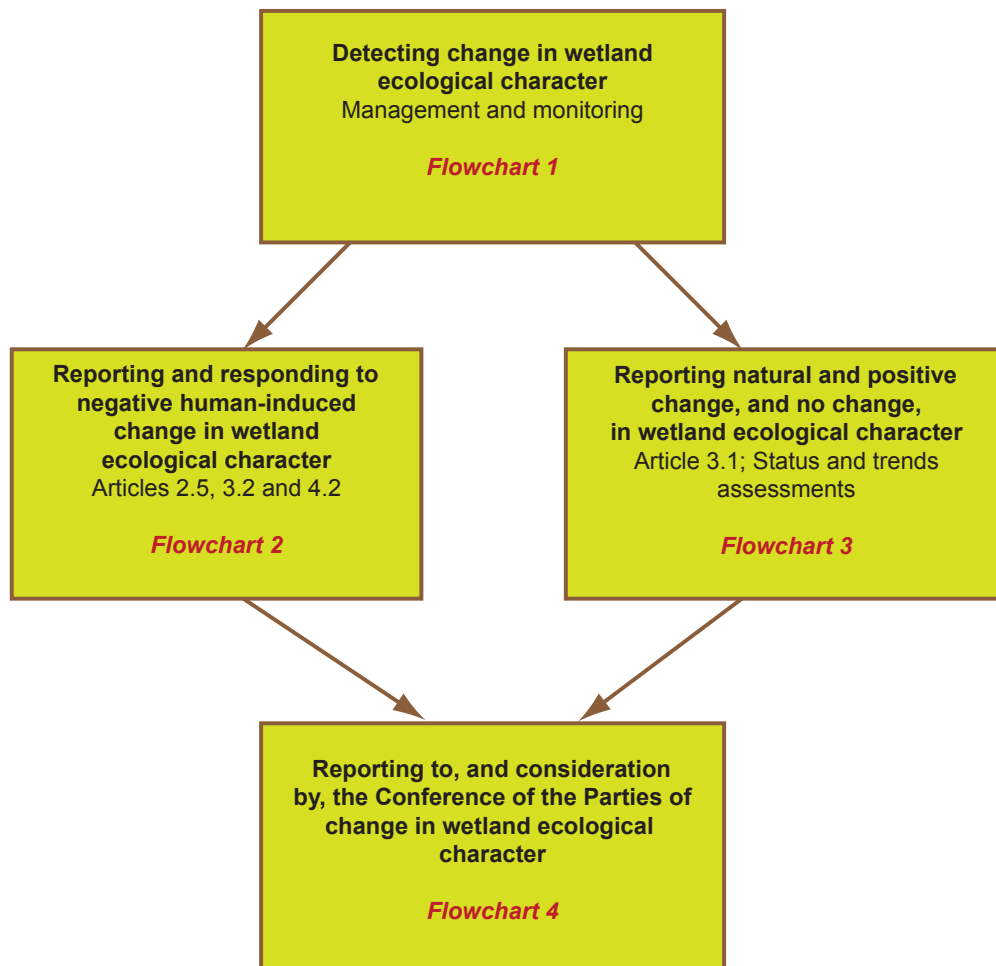 Detecting change in wetland
ecological character
Management and monitoring
Flowchart 1
Reporting and responding to
negative human-induced
change in wetland
ecological character
Articles 2.5, 3.2 and 4.2
Flowchart 2
Reporting natural and positive
change, and no change,
in wetland ecological character
Article 3.1; Status and trends
assessments
Flowchart 3
Reporting to, and consideration
by, the Conference of the Parties of
change in wetland ecological
character
Flowchart 4